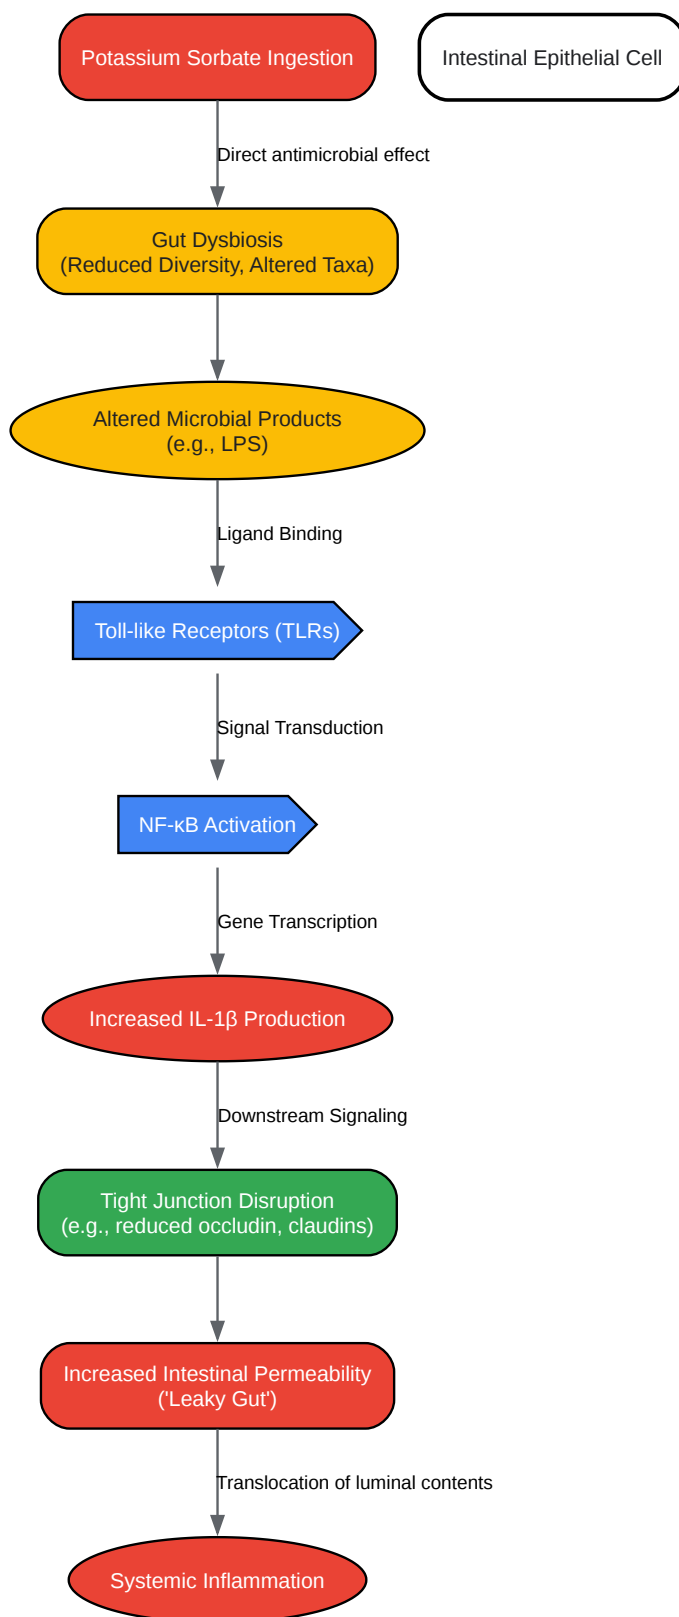 Potassium Sorbate Ingestion
Intestinal Epithelial Cell
Direct antimicrobial effect
Gut Dysbiosis
(Reduced Diversity, Altered Taxa)
Altered Microbial Products
(e.g., LPS)
Ligand Binding
Toll-like Receptors (TLRs)
Signal Transduction
NF-κB Activation
Gene Transcription
Increased IL-1β Production
Downstream Signaling
Tight Junction Disruption
(e.g., reduced occludin, claudins)
Increased Intestinal Permeability
('Leaky Gut')
Translocation of luminal contents
Systemic Inflammation